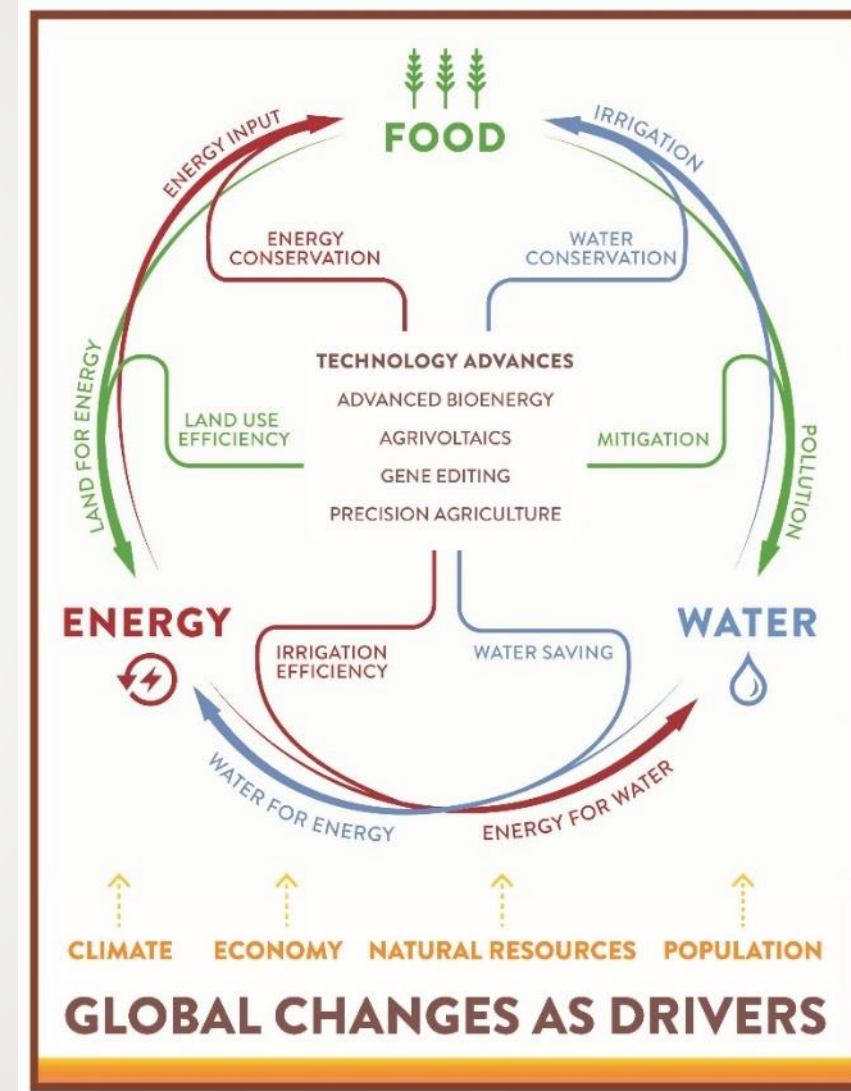 FOOD
ENERGY INPUT
IRRIGATION
ENERGY
CONSERVATION
WATER
CONSERVATION
TECHNOLOGY ADVANCES
ADVANCED BIOENERGY
AGRIVOLTAICS
GENE EDITING
PRECISION AGRICULTURE
LAND FOR ENERGY
LAND USE
EFFICIENCY
MITIGATION
POLLUTION
ENERGY
WATER
IRRIGATION
EFFICIENCY
WATER SAVING
WATER FOR ENERGY
ENERGY FOR WATER
CLIMATE
ECONOMY
NATURAL RESOURCES
POPULATION
GLOBAL CHANGES AS DRIVERS